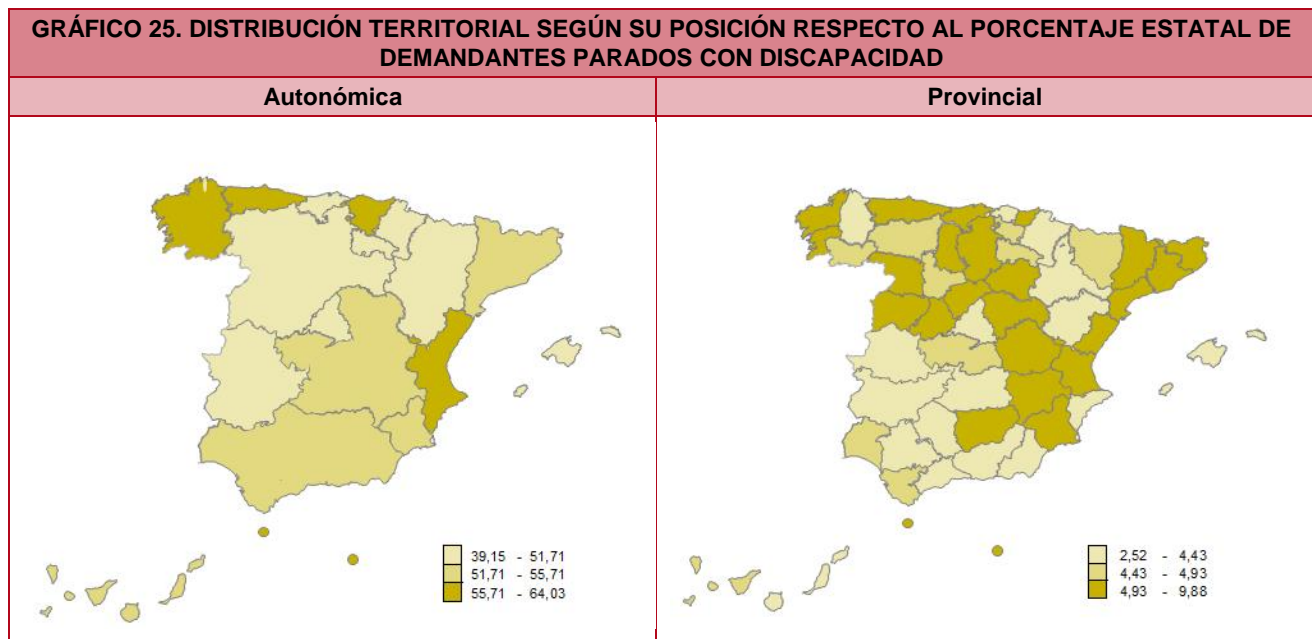 GRÁFICO 25. DISTRIBUCIÓN TERRITORIAL SEGÚN SU POSICIÓN RESPECTO AL PORCENTAJE ESTATAL DE
DEMANDANTES PARADOS CON DISCAPACIDAD
Autonómica
Provincial
39,15 - 51,71
51,71 - 55,71
55,71 - 64,03
2,52 - 4,43
4,43 - 4,93
4,93 - 9,88